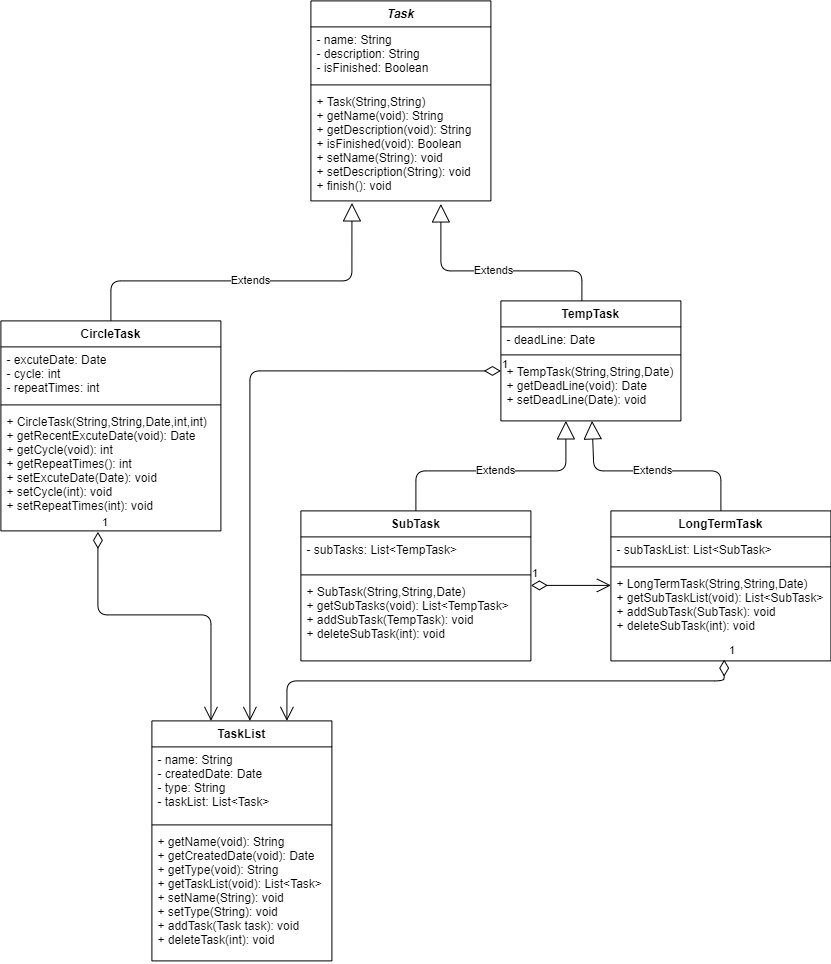 Task
- name: String
- description: String
- isFinished: Boolean
+ Task(String,String)
+ getName(void): String
+ getDescription(void): String
+ isFinished(void): Boolean
+ setName(String): void
+ setDescription(String): void
+ finish(): void
Extends
Extends
CircleTask
- excuteDate: Date
- cycle: int
- repeatTimes: int
+ CircleTask(String,String,Date,int,int)
+ getRecentExcuteDate(void): Date
+ getCycle(void): int
+ getRepeatTimes(): int
+ setExcuteDate(Date): void
+ setCycle(int): void
+ setRepeatTimes(int): void
1
TempTask
- deadLine: Date
1
+ TempTask(String,String,Date)
+ getDeadLine(void): Date
+ setDeadLine(Date): void
Extends
Extends
SubTask
- subTasks: List<TempTask>
+ SubTask(String,String,Date)
+ getSubTasks(void): List<TempTask>
+ addSubTask(TempTask): void
+ deleteSubTask(int): void
1
LongTermTask
- subTaskList: List<SubTask>
+ LongTermTask(String,String,Date)
+ getSubTaskList(void): List<SubTask>
+ addSubTask(SubTask): void
+ deleteSubTask(int): void
1
TaskList
- name: String
- createdDate: Date
- type: String
- taskList: List<Task>
+ getName(void): String
+ getCreatedDate(void): Date
+ getType(void): String
+ getTaskList(void): List<Task>
+ setName(String): void
+ setType(String): void
+ addTask(Task task): void
+ deleteTask(int): void